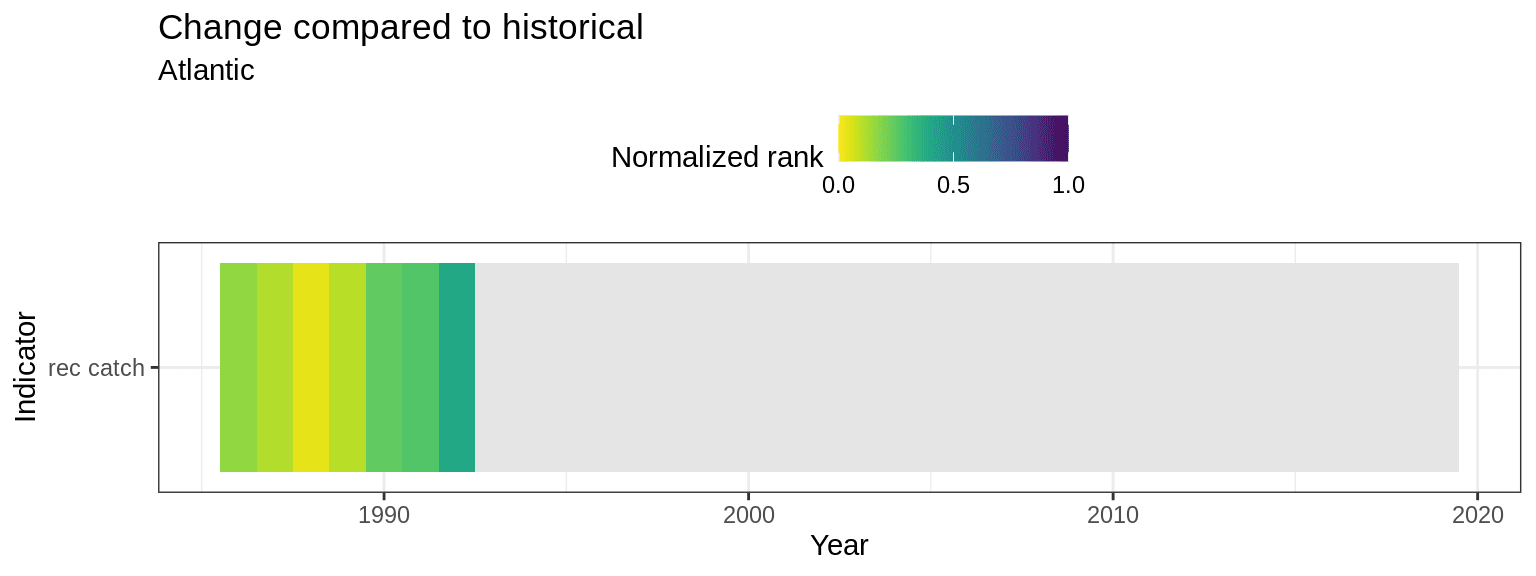 Change compared to historical
Atlantic
Normalized rank
0.0 0.5 1.0
Indicator
rec catch
1990 2000 2010 2020
Year